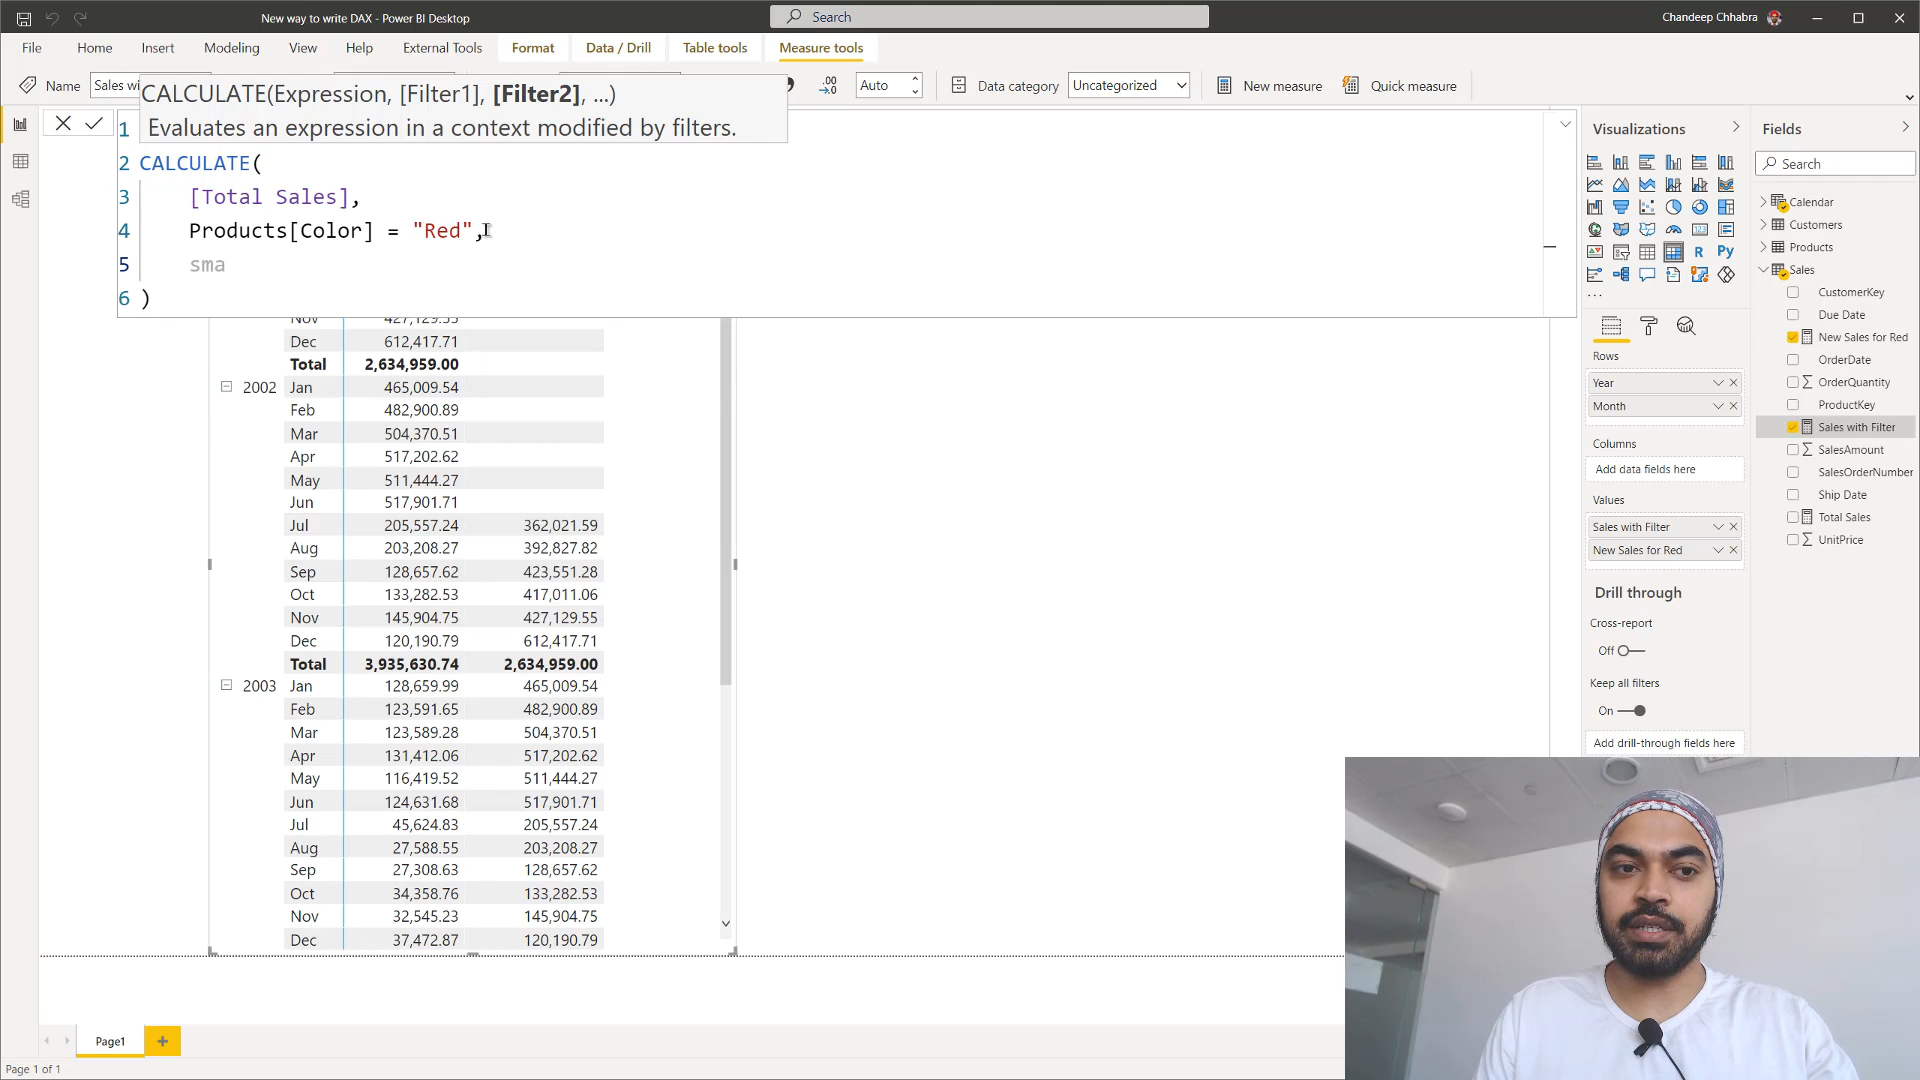 New way to write DAX - Power BI Desktop
Search
Chandeep Chhabra
File
Home
Insert
Modeling
View
Help
External Tools
Format
Data / Drill
Table tools
Measure tools
Name
Sales wi
Auto
Data category
Uncategorized
New measure
Quick measure
CALCULATE(Expression, [Filter1], [Filter2], ...)
Evaluates an expression in a context modified by filters.
1
2 CALCULATE(
3 [Total Sales],
4 Products[Color] = "Red",
5 sma
6 )
Nov 427,129.55
Dec 612,417.71
Total 2,634,959.00
2002 Jan 465,009.54
Feb 482,900.89
Mar 504,370.51
Apr 517,202.62
May 511,444.27
Jun 517,901.71
Jul 205,557.24 362,021.59
Aug 203,208.27 392,827.82
Sep 128,657.62 423,551.28
Oct 133,282.53 417,011.06
Nov 145,904.75 427,129.55
Dec 120,190.79 612,417.71
Total 3,935,630.74 2,634,959.00
2003 Jan 128,659.99 465,009.54
Feb 123,591.65 482,900.89
Mar 123,589.28 504,370.51
Apr 131,412.06 517,202.62
May 116,419.52 511,444.27
Jun 124,631.68 517,901.71
Jul 45,624.83 205,557.24
Aug 27,588.55 203,208.27
Sep 27,308.63 128,657.62
Oct 34,358.76 133,282.53
Nov 32,545.23 145,904.75
Dec 37,472.87 120,190.79
Visualizations
R
Py
Rows
Year
Month
Columns
Add data fields here
Values
Sales with Filter
New Sales for Red
Drill through
Cross-report
Off
Keep all filters
On
Add drill-through fields here
Fields
Search
Calendar
Customers
Products
Sales
CustomerKey
Due Date
New Sales for Red
OrderDate
OrderQuantity
ProductKey
Sales with Filter
SalesAmount
SalesOrderNumber
Ship Date
Total Sales
UnitPrice
Page1
Page 1 of 1